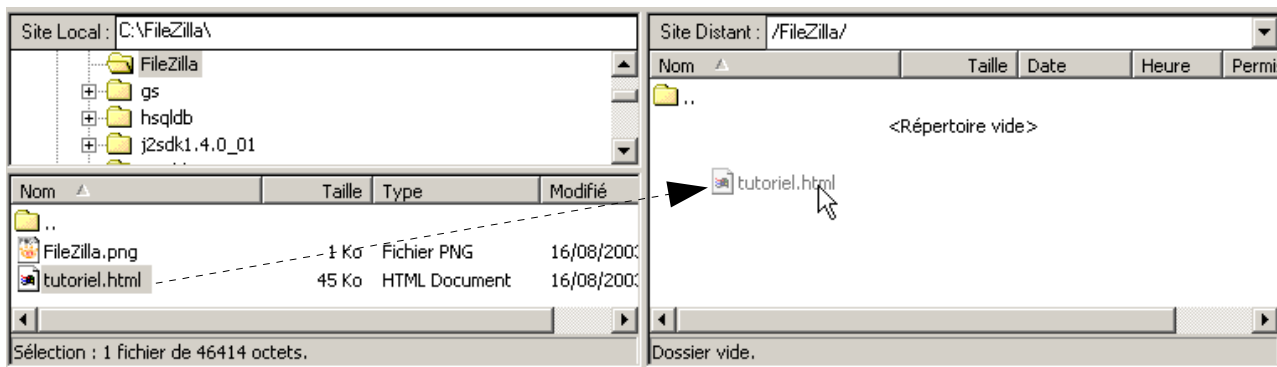 Site Local : C:\FileZilla\
FileZilla
gs
hsqldb
j2sdk1.4.0_01
Nom Taille Type Modifié
..
FileZilla.png 1 Ko Fichier PNG 16/08/2003
tutoriel.html 45 Ko HTML Document 16/08/2003
Sélection : 1 fichier de 46414 octets.
Site Distant : /FileZilla/
Nom Taille Date Heure Permi
..
<Répertoire vide>
tutoriel.html
Dossier vide.